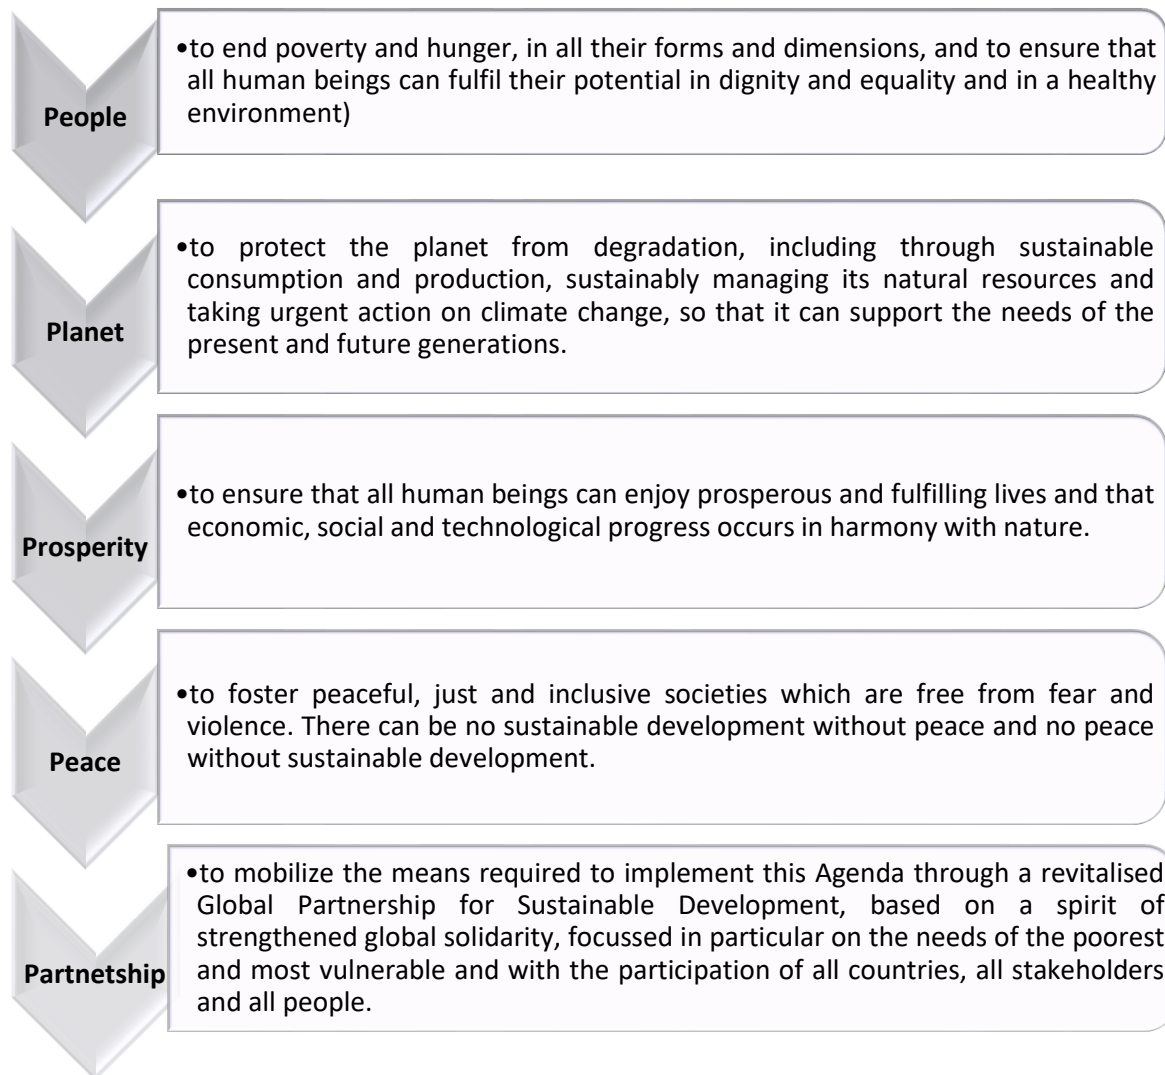 People
•to end poverty and hunger, in all their forms and dimensions, and to ensure that
all human beings can fulfil their potential in dignity and equality and in a healthy
environment)
Planet
•to protect the planet from degradation, including through sustainable
consumption and production, sustainably managing its natural resources and
taking urgent action on climate change, so that it can support the needs of the
present and future generations.
Prosperity
•to ensure that all human beings can enjoy prosperous and fulfilling lives and that
economic, social and technological progress occurs in harmony with nature.
Peace
•to foster peaceful, just and inclusive societies which are free from fear and
violence. There can be no sustainable development without peace and no peace
without sustainable development.
Partnetship
•to mobilize the means required to implement this Agenda through a revitalised
Global Partnership for Sustainable Development, based on a spirit of
strengthened global solidarity, focussed in particular on the needs of the poorest
and most vulnerable and with the participation of all countries, all stakeholders
and all people.